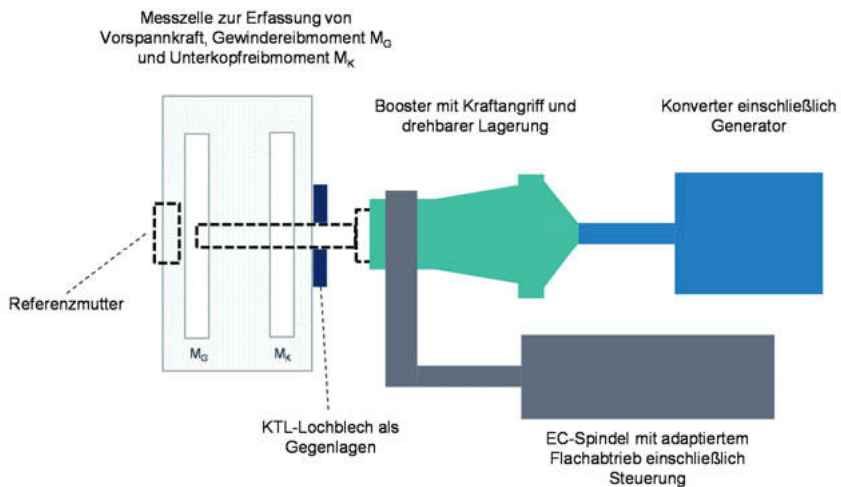 Messzelle zur Erfassung von
Vorspannkraft, Gewindereibmoment M_G
und Unterkopfreibmoment M_K
Booster mit Kraftangriff und
drehbarer Lagerung
Konverter einschließlich
Generator
Referenzmutter
M_G
M_K
KTL-Lochblech als
Gegenlagen
EC-Spindel mit adaptiertem
Flachabtrieb einschließlich
Steuerung